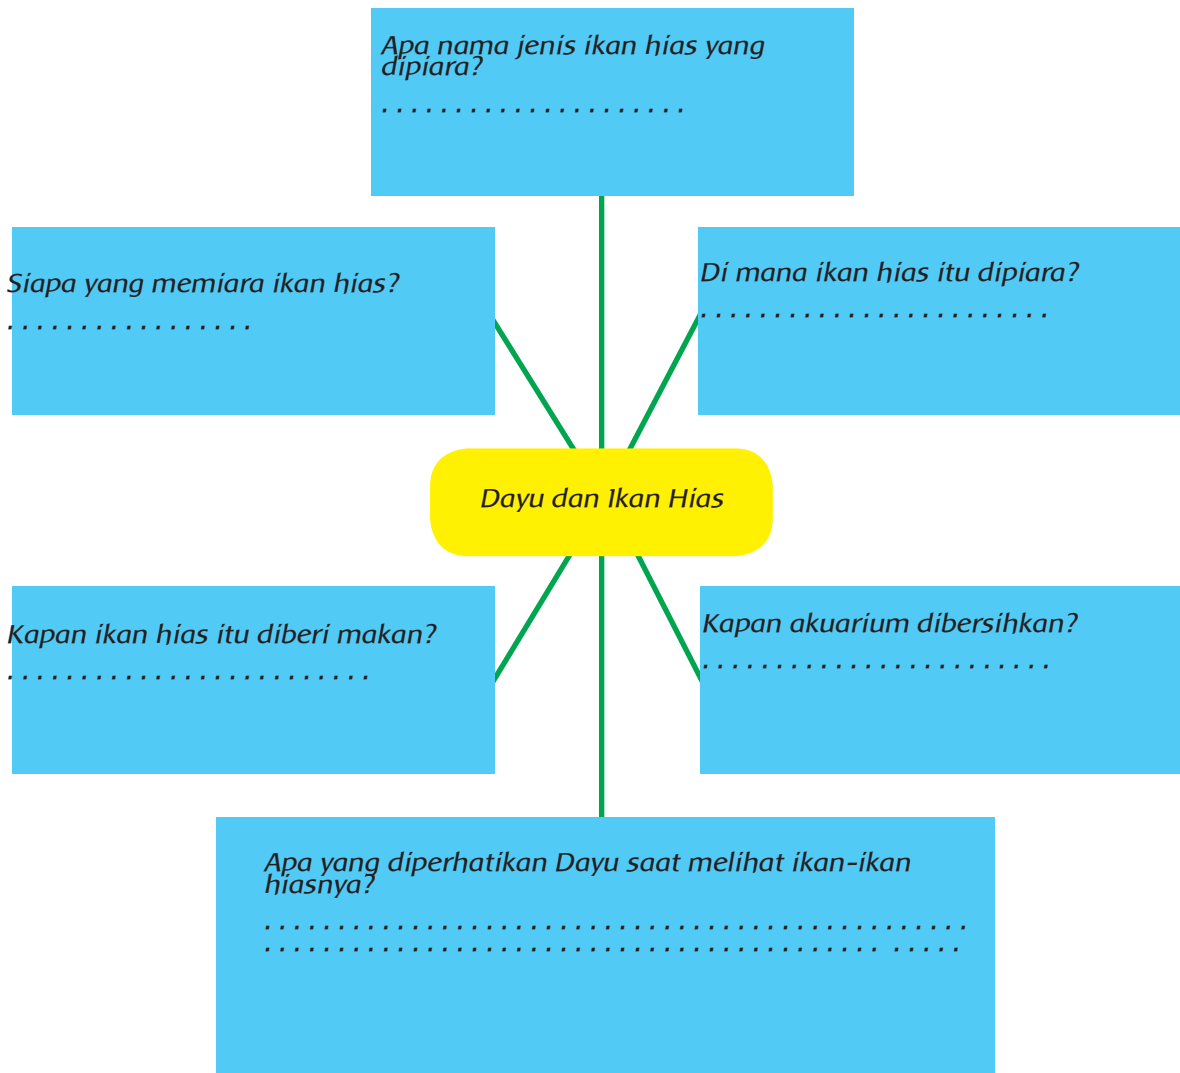 Apa nama jenis ikan hias yang
dipiara?
. . . . . . . . . . . . . . . . . . . . .
Siapa yang memiara ikan hias?
. . . . . . . . . . . . . . . . .
Di mana ikan hias itu dipiara?
. . . . . . . . . . . . . . . . . . . . . . . .
Dayu dan Ikan Hias
Kapan ikan hias itu diberi makan?
. . . . . . . . . . . . . . . . . . . . . . . . .
Kapan akuarium dibersihkan?
. . . . . . . . . . . . . . . . . . . . . . . .
Apa yang diperhatikan Dayu saat melihat ikan-ikan
hiasnya?
. . . . . . . . . . . . . . . . . . . . . . . . . . . . . . . . . . . . . . . . . . . . . . . .
. . . . . . . . . . . . . . . . . . . . . . . . . . . . . . . . . . . . . . . . . . . . . . .